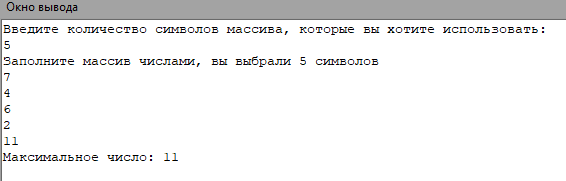 Окно вывода
Введите количество символов массива, которые вы хотите использовать:
5
Заполните массив числами, вы выбрали 5 символов
7
4
6
2
11
Максимальное число: 11